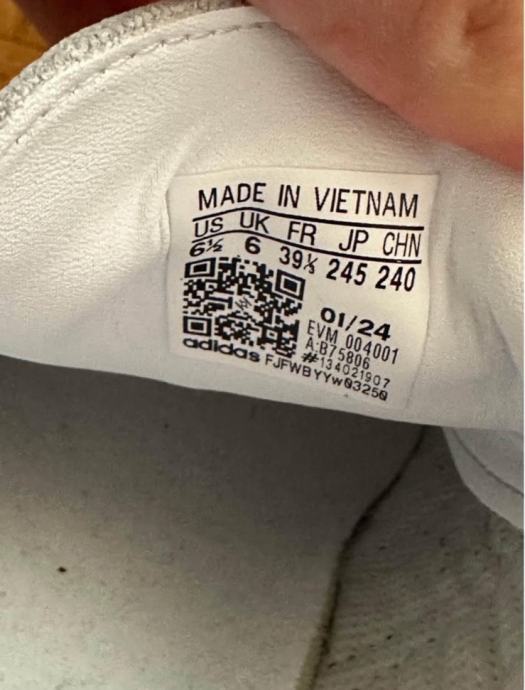 MADE IN VIETNAM
US UK FR JP CHN
6½ 6 39⅓ 245 240
01/24
EVM 004001
A:B75806
#134021907
adidas FJFWBYYw03250